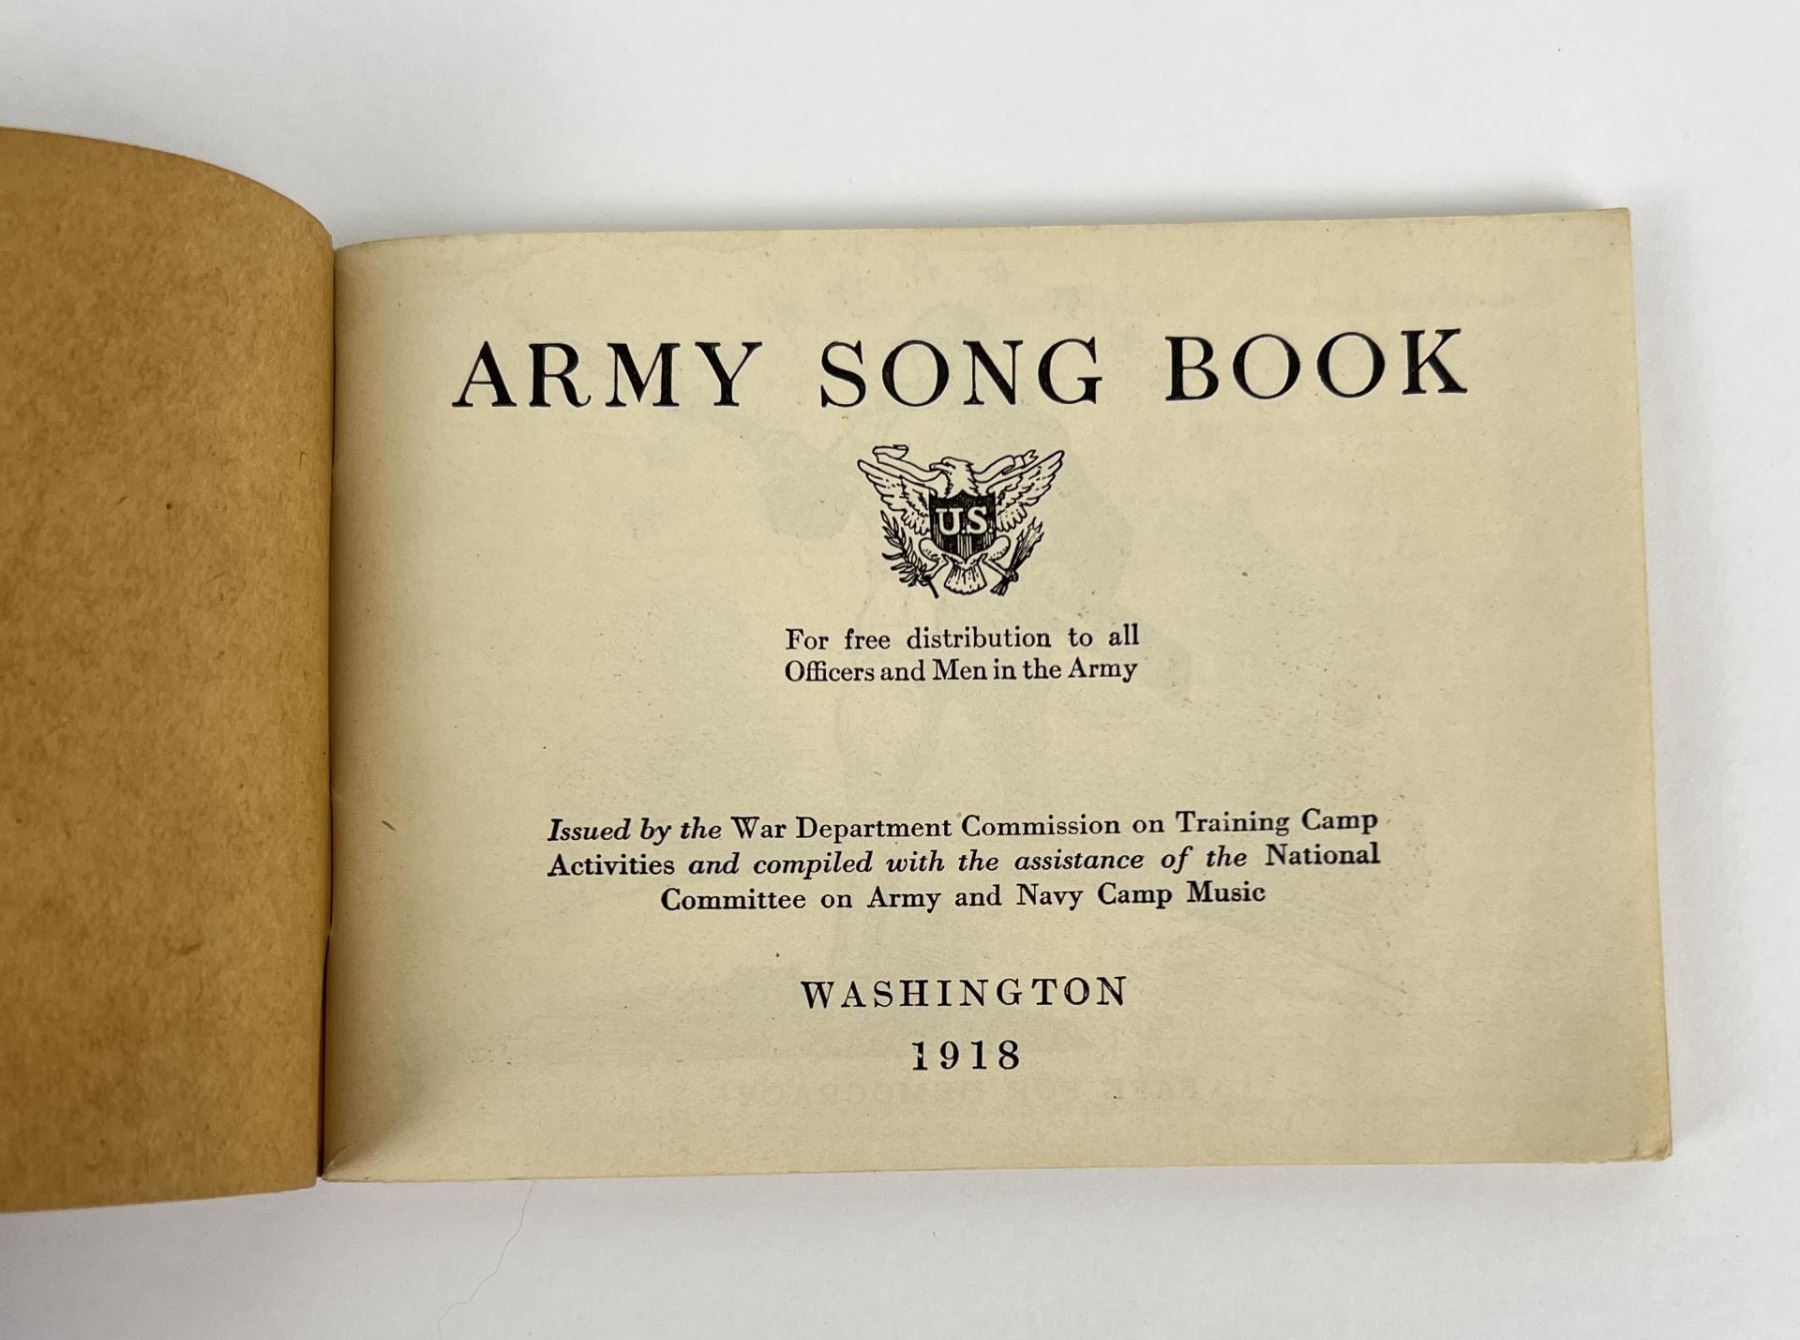 ARMY SONG BOOK
U.S.
For free distribution to all
Officers and Men in the Army
Issued by the War Department Commission on Training Camp
Activities and compiled with the assistance of the National
Committee on Army and Navy Camp Music
WASHINGTON
1918